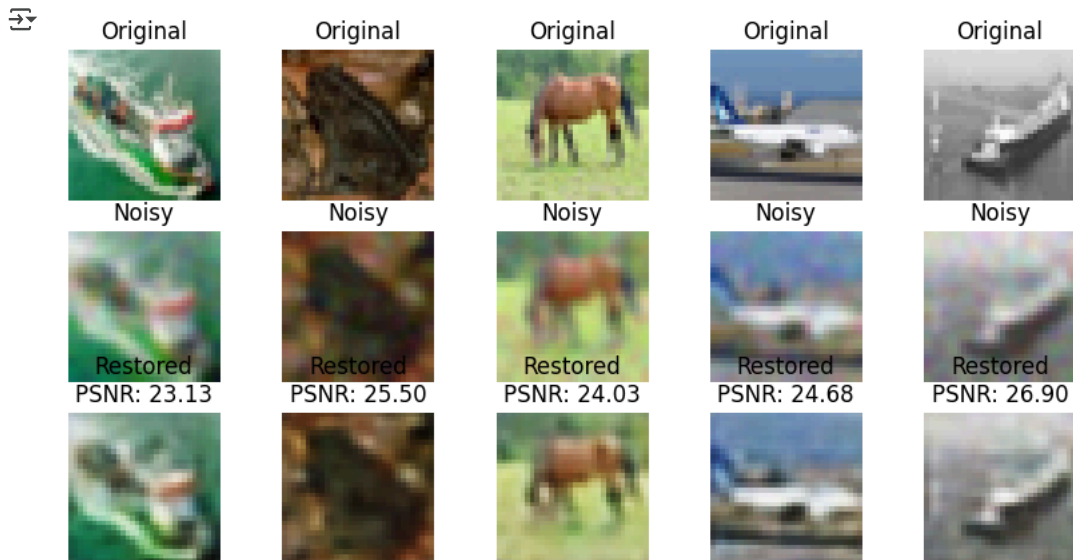 Original Original Original Original Original
Noisy Noisy Noisy Noisy Noisy
Restored Restored Restored Restored Restored
PSNR: 23.13 PSNR: 25.50 PSNR: 24.03 PSNR: 24.68 PSNR: 26.90